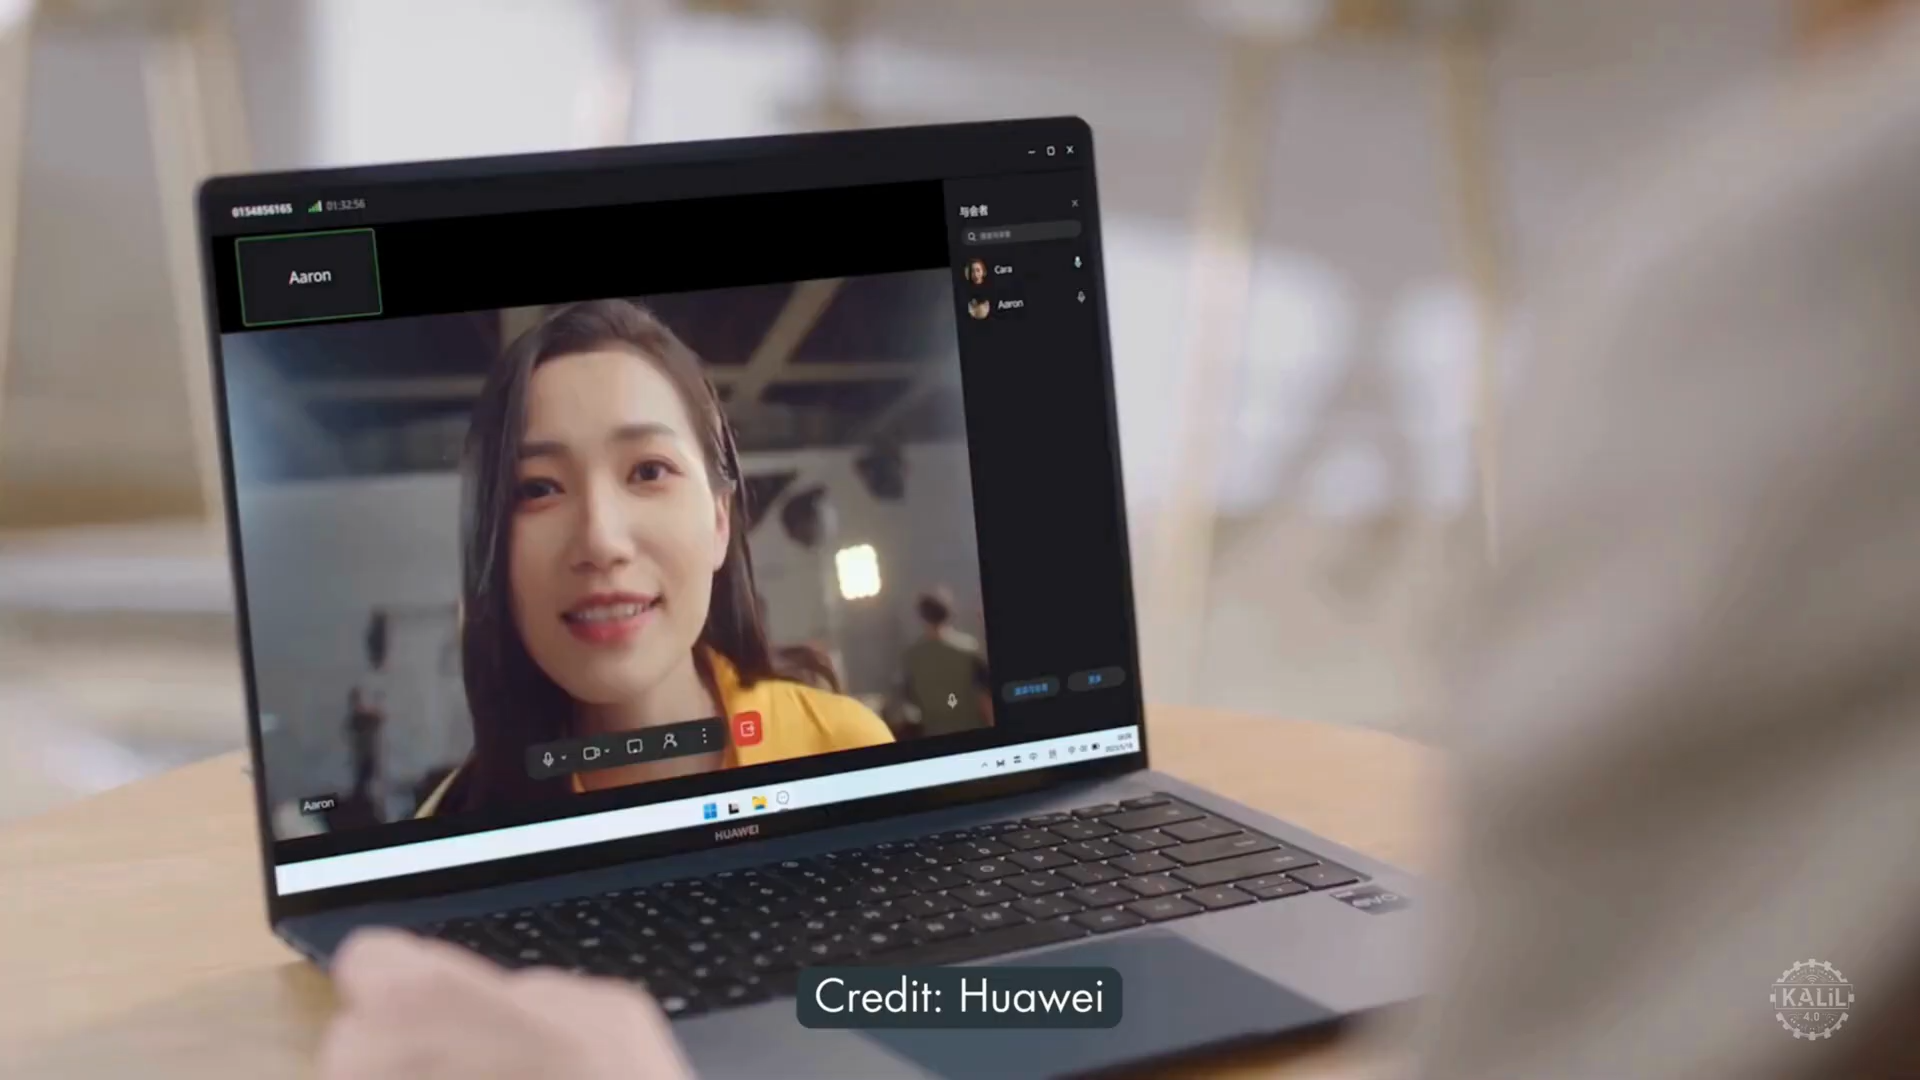 0154856165 01:32:56
Aaron
与会者
Cara
Aaron
Aaron
HUAWEI
Credit: Huawei
KALiL
4.0